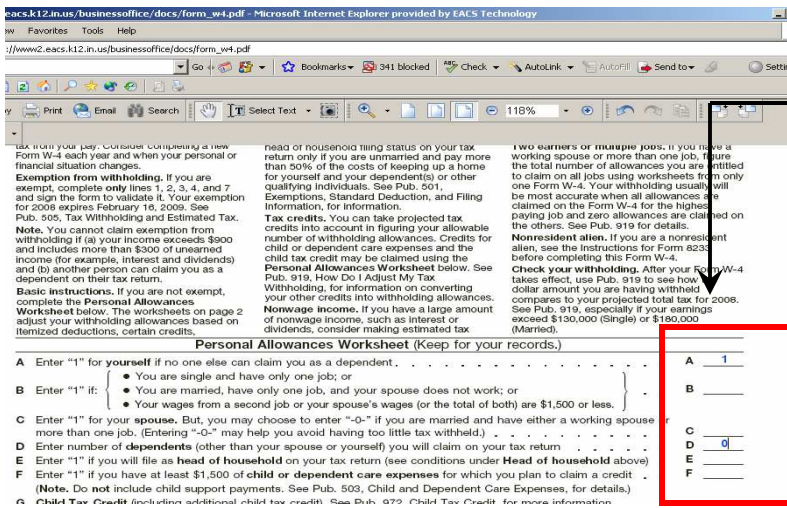 eacs.k12.in.us/businessoffice/docs/form_w4.pdf - Microsoft Internet Explorer provided by EACS Technology
Favorites Tools Help
://www2.eacs.k12.in.us/businessoffice/docs/form_w4.pdf
Go Bookmarks 341 blocked Check AutoLink AutoFill Send to
Print Email Search Select Text 118%
tax from your pay. Consider completing a new
Form W-4 each year and when your personal or
financial situation changes.
Exemption from withholding. If you are
exempt, complete only lines 1, 2, 3, 4, and 7
and sign the form to validate it. Your exemption
for 2008 expires February 16, 2009. See
Pub. 505, Tax Withholding and Estimated Tax.
Note. You cannot claim exemption from
withholding if (a) your income exceeds $900
and includes more than $300 of unearned
income (for example, interest and dividends)
and (b) another person can claim you as a
dependent on their tax return.
Basic instructions. If you are not exempt,
complete the Personal Allowances
Worksheet below. The worksheets on page 2
adjust your withholding allowances based on
itemized deductions, certain credits,
head of household filing status on your tax
return only if you are unmarried and pay more
than 50% of the costs of keeping up a home
for yourself and your dependent(s) or other
qualifying individuals. See Pub. 501,
Exemptions, Standard Deduction, and Filing
Information, for information.
Tax credits. You can take projected tax
credits into account in figuring your allowable
number of withholding allowances. Credits for
child or dependent care expenses and the
child tax credit may be claimed using the
Personal Allowances Worksheet below. See
Pub. 919, How Do I Adjust My Tax
Withholding, for information on converting
your other credits into withholding allowances.
Nonwage income. If you have a large amount
of nonwage income, such as interest or
dividends, consider making estimated tax
Two earners or multiple jobs. If you have a
working spouse or more than one job, figure
the total number of allowances you are entitled
to claim on all jobs using worksheets from only
one Form W-4. Your withholding usually will
be most accurate when all allowances are
claimed on the Form W-4 for the highest
paying job and zero allowances are claimed on
the others. See Pub. 919 for details.
Nonresident alien. If you are a nonresident
alien, see the Instructions for Form 8233
before completing this Form W-4.
Check your withholding. After your Form W-4
takes effect, use Pub. 919 to see how
dollar amount you are having withheld
compares to your projected total tax for 2008.
See Pub. 919, especially if your earnings
exceed $130,000 (Single) or $180,000
(Married).
Personal Allowances Worksheet (Keep for your records.)
A Enter “1” for yourself if no one else can claim you as a dependent . . . . . . . . . . A 1
• You are single and have only one job; or
B Enter “1” if: • You are married, have only one job, and your spouse does not work; or . B
• Your wages from a second job or your spouse’s wages (or the total of both) are $1,500 or less.
C Enter “1” for your spouse. But, you may choose to enter “-0-” if you are married and have either a working spouse or
more than one job. (Entering “-0-” may help you avoid having too little tax withheld.) . . . . . . . C
D Enter number of dependents (other than your spouse or yourself) you will claim on your tax return . . . . D 0
E Enter “1” if you will file as head of household on your tax return (see conditions under Head of household above) E
F Enter “1” if you have at least $1,500 of child or dependent care expenses for which you plan to claim a credit . F
(Note. Do not include child support payments. See Pub. 503, Child and Dependent Care Expenses, for details.)
G Child Tax Credit (including additional child tax credit). See Pub. 972, Child Tax Credit, for more information.